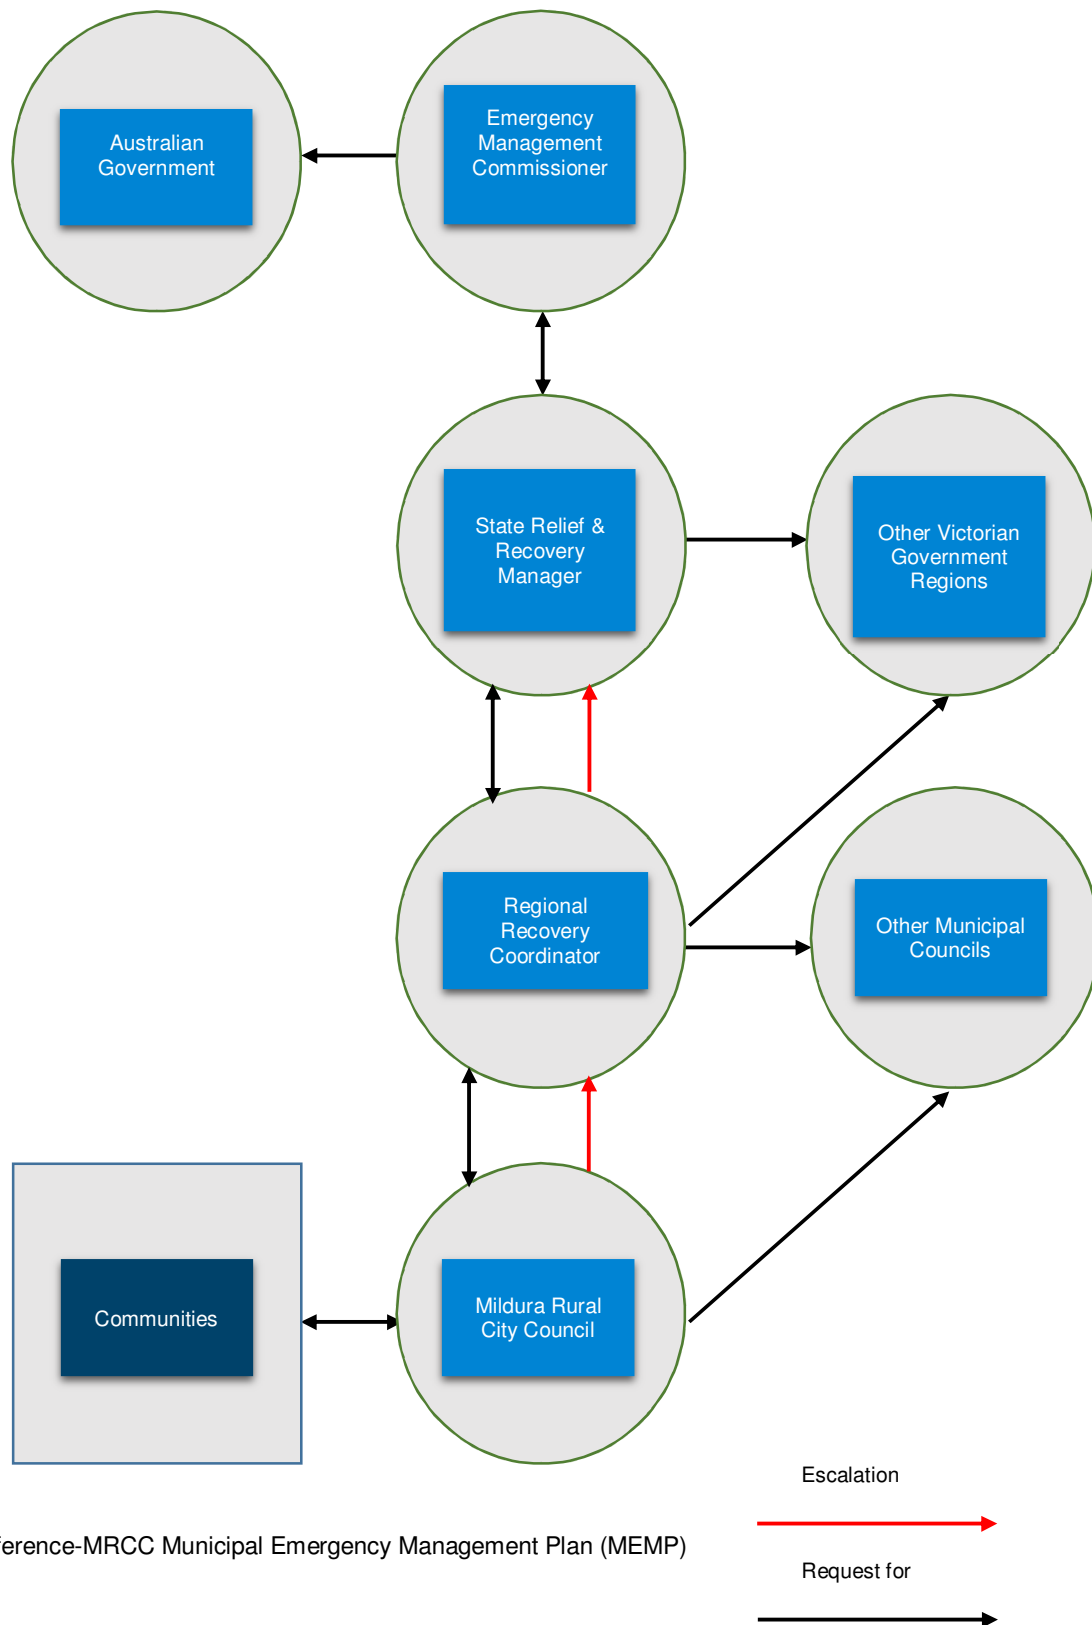 Australian
Government
Emergency
Management
Commissioner
State Relief &
Recovery
Manager
Other Victorian
Government
Regions
Regional
Recovery
Coordinator
Other Municipal
Councils
Communities
Mildura Rural
City Council
Escalation
ference-MRCC Municipal Emergency Management Plan (MEMP)
Request for